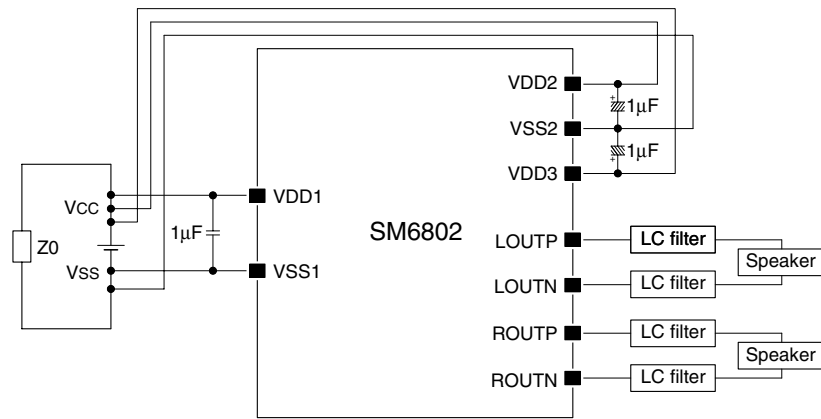 VDD2
1μF
VSS2
1μF
VDD3
VCC
VDD1
1μF
SM6802
Z0
VSS
VSS1
LOUTP
LC filter
Speaker
LOUTN
LC filter
ROUTP
LC filter
Speaker
ROUTN
LC filter